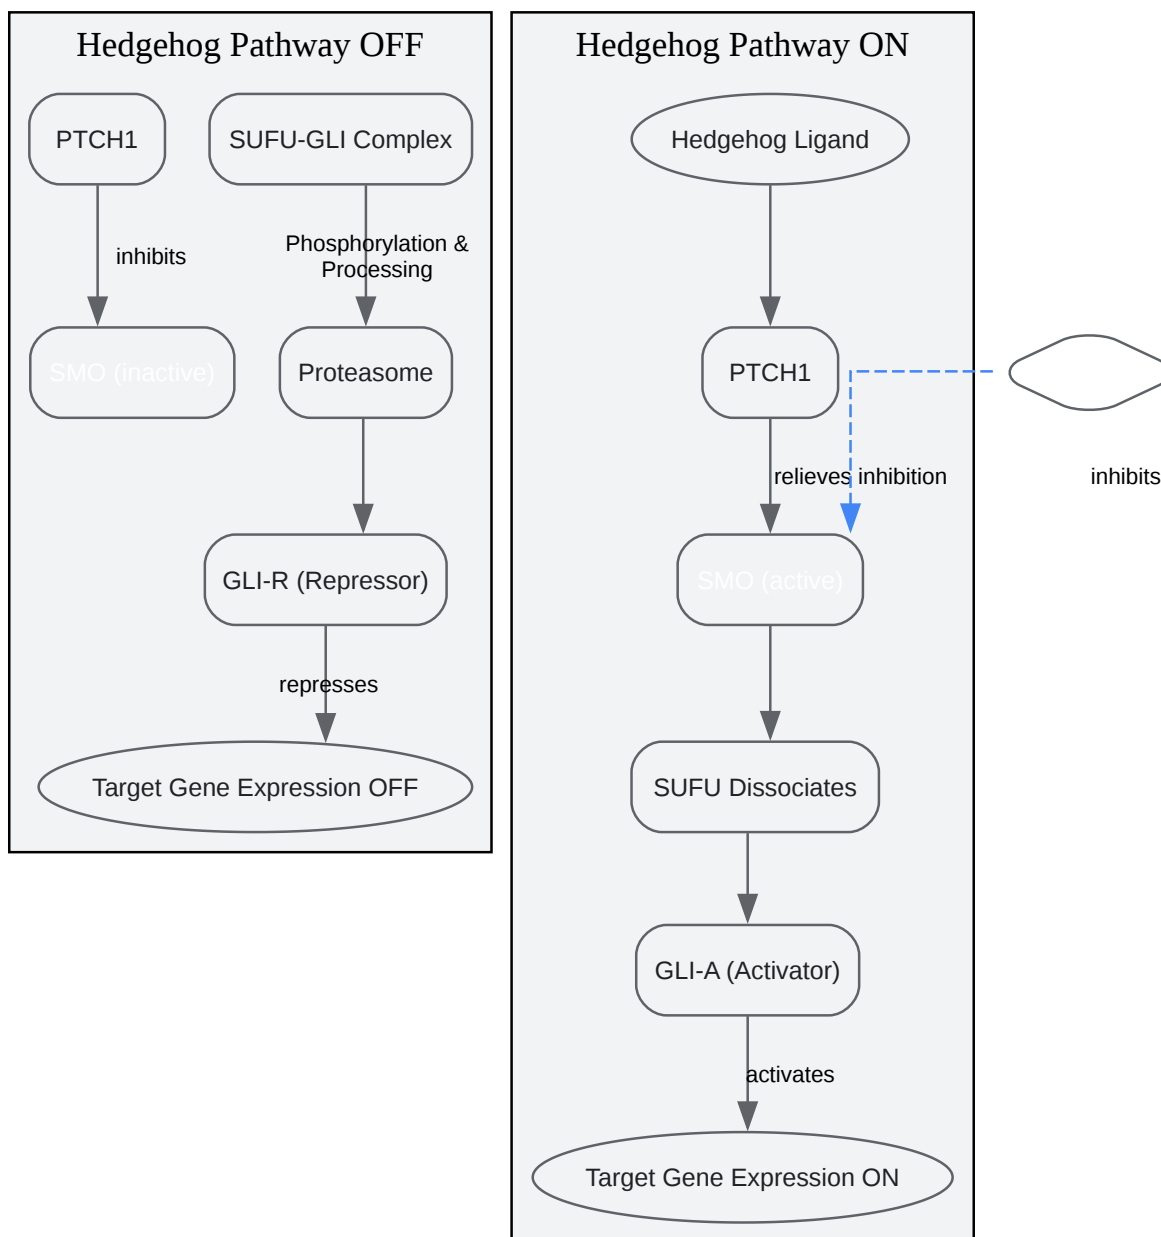 Hedgehog Pathway OFF
PTCH1
SUFU-GLI Complex
inhibits
Phosphorylation &
Processing
SMO (inactive)
Proteasome
GLI-R (Repressor)
represses
Target Gene Expression OFF
Hedgehog Pathway ON
Hedgehog Ligand
PTCH1
relieves inhibition
SMO (active)
SUFU Dissociates
GLI-A (Activator)
activates
Target Gene Expression ON
inhibits